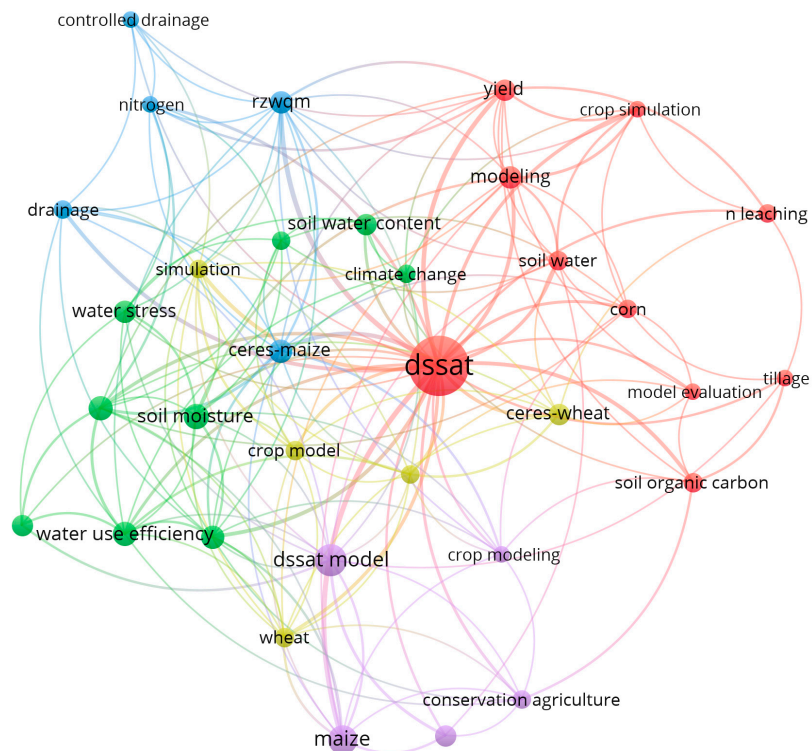 controlled drainage
nitrogen
rzwqm
yield
crop simulation
modeling
drainage
n leaching
soil water content
simulation
climate change
soil water
water stress
corn
ceres-maize
dssat
tillage
model evaluation
soil moisture
ceres-wheat
crop model
soil organic carbon
water use efficiency
dssat model
crop modeling
wheat
conservation agriculture
maize